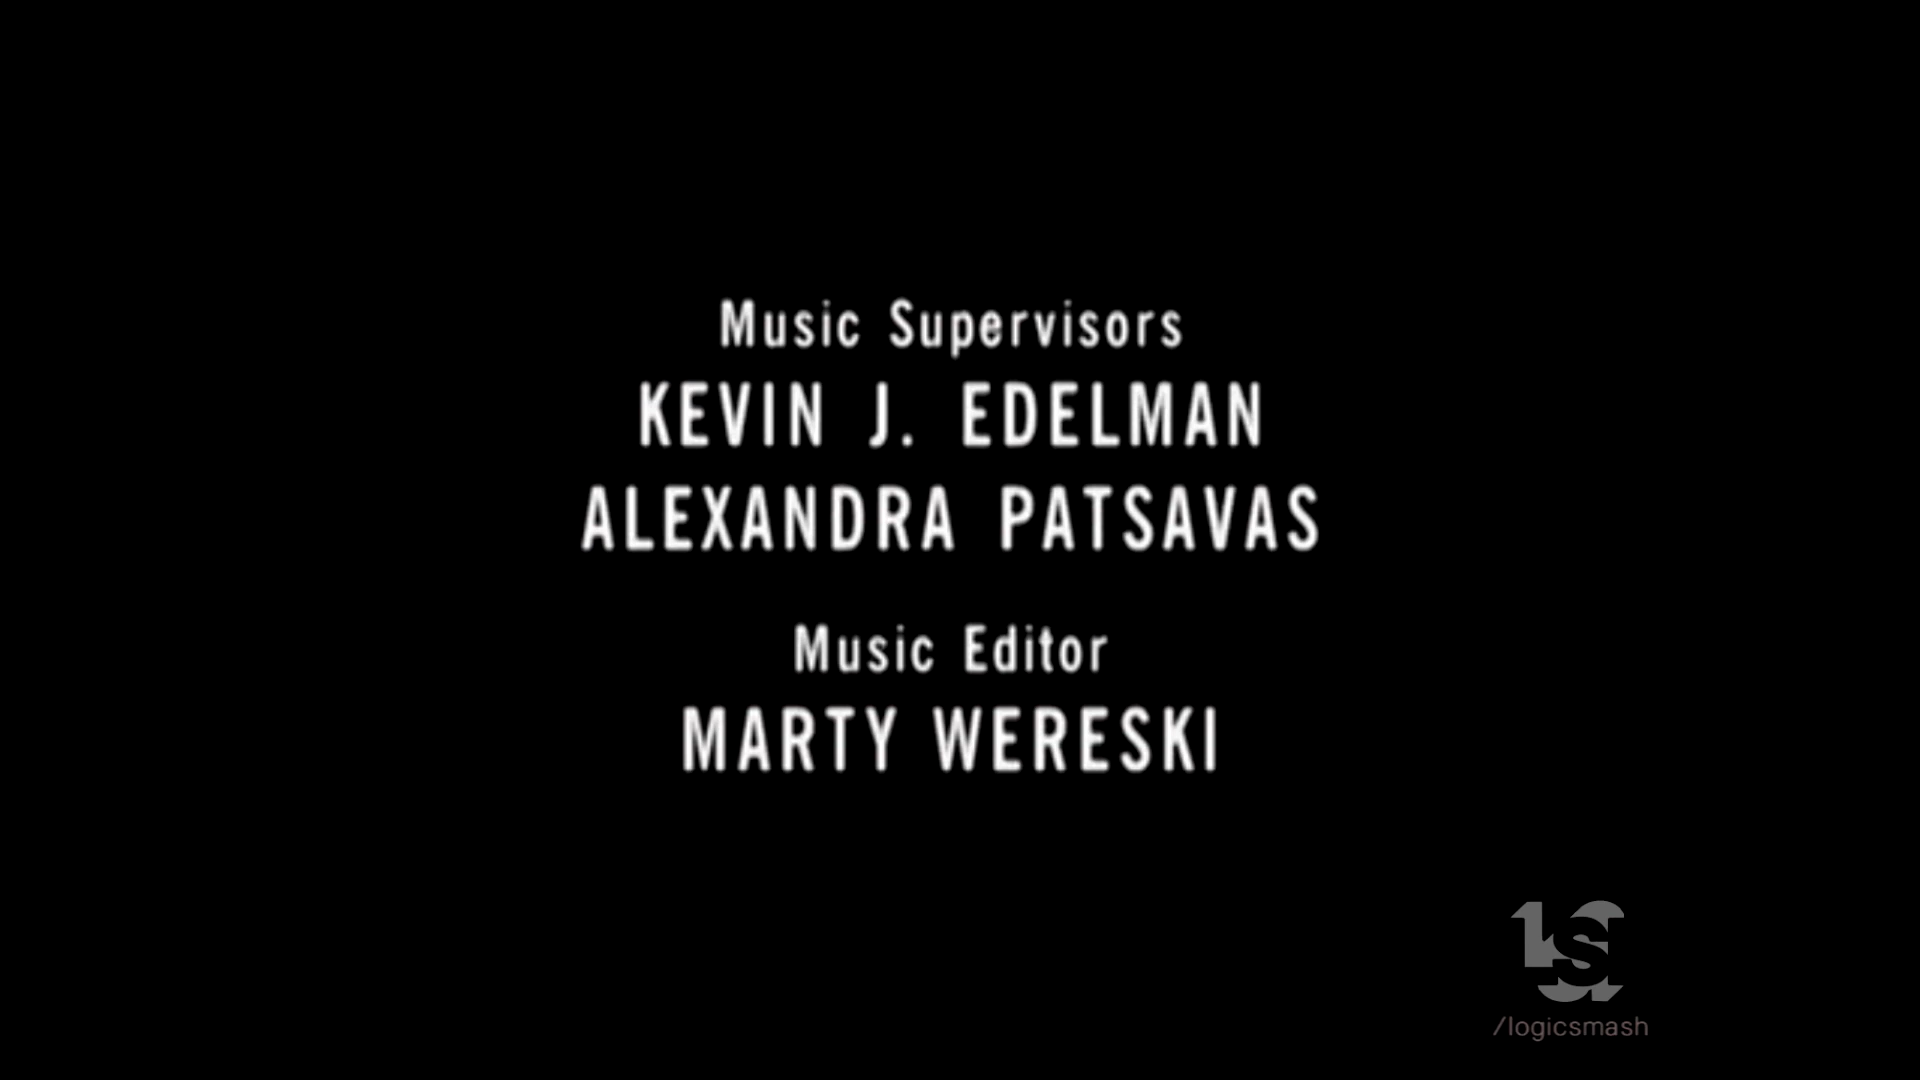 Music Supervisors
KEVIN J. EDELMAN
ALEXANDRA PATSAVAS
Music Editor
MARTY WERESKI
/logicsmash